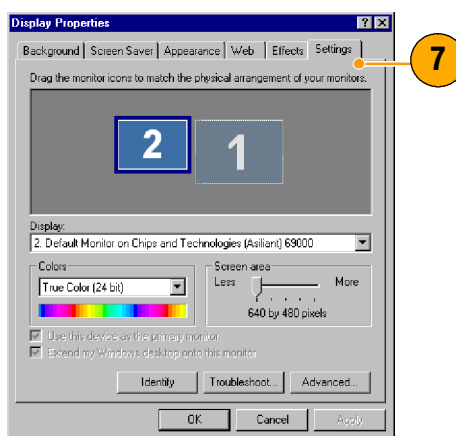 Display Properties
Background Screen Saver Appearance Web Effects Settings
7
Drag the monitor icons to match the physical arrangement of your monitors.
2 1
Display:
2. Default Monitor on Chips and Technologies (Asiliant) 69000
Colors
Screen area
True Color (24 bit)
Less More
640 by 480 pixels
Use this device as the primary monitor.
Extend my Windows desktop onto this monitor.
Identify Troubleshoot... Advanced...
OK Cancel Apply